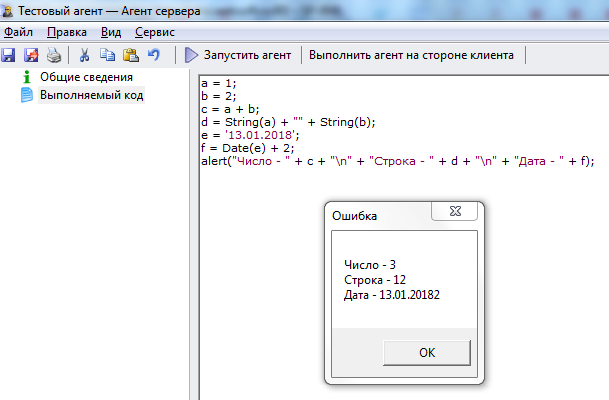 Тестовый агент — Агент сервера
Файл Правка Вид Сервис
Запустить агент Выполнить агент на стороне клиента
Общие сведения
Выполняемый код
a = 1;
b = 2;
c = a + b;
d = String(a) + "" + String(b);
e = '13.01.2018';
f = Date(e) + 2;
alert("Число - " + c + "\n" + "Строка - " + d + "\n" + "Дата - " + f);
Ошибка
Число - 3
Строка - 12
Дата - 13.01.20182
OK